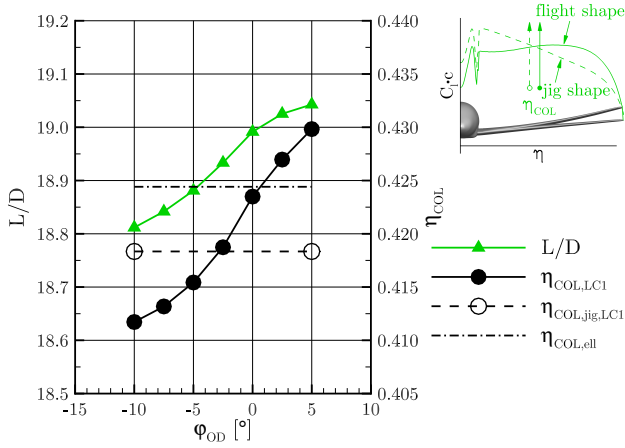 19.2
19.1
19.0
18.9
18.8
18.7
18.6
18.5
L/D
-15
-10
-5
0
5
10
φOD [°]
0.440
0.435
0.430
0.425
0.420
0.415
0.410
0.405
ηCOL
flight shape
jig shape
ηCOL
Cl·c
η
L/D
ηCOL,LC1
ηCOL,jig,LC1
ηCOL,ell